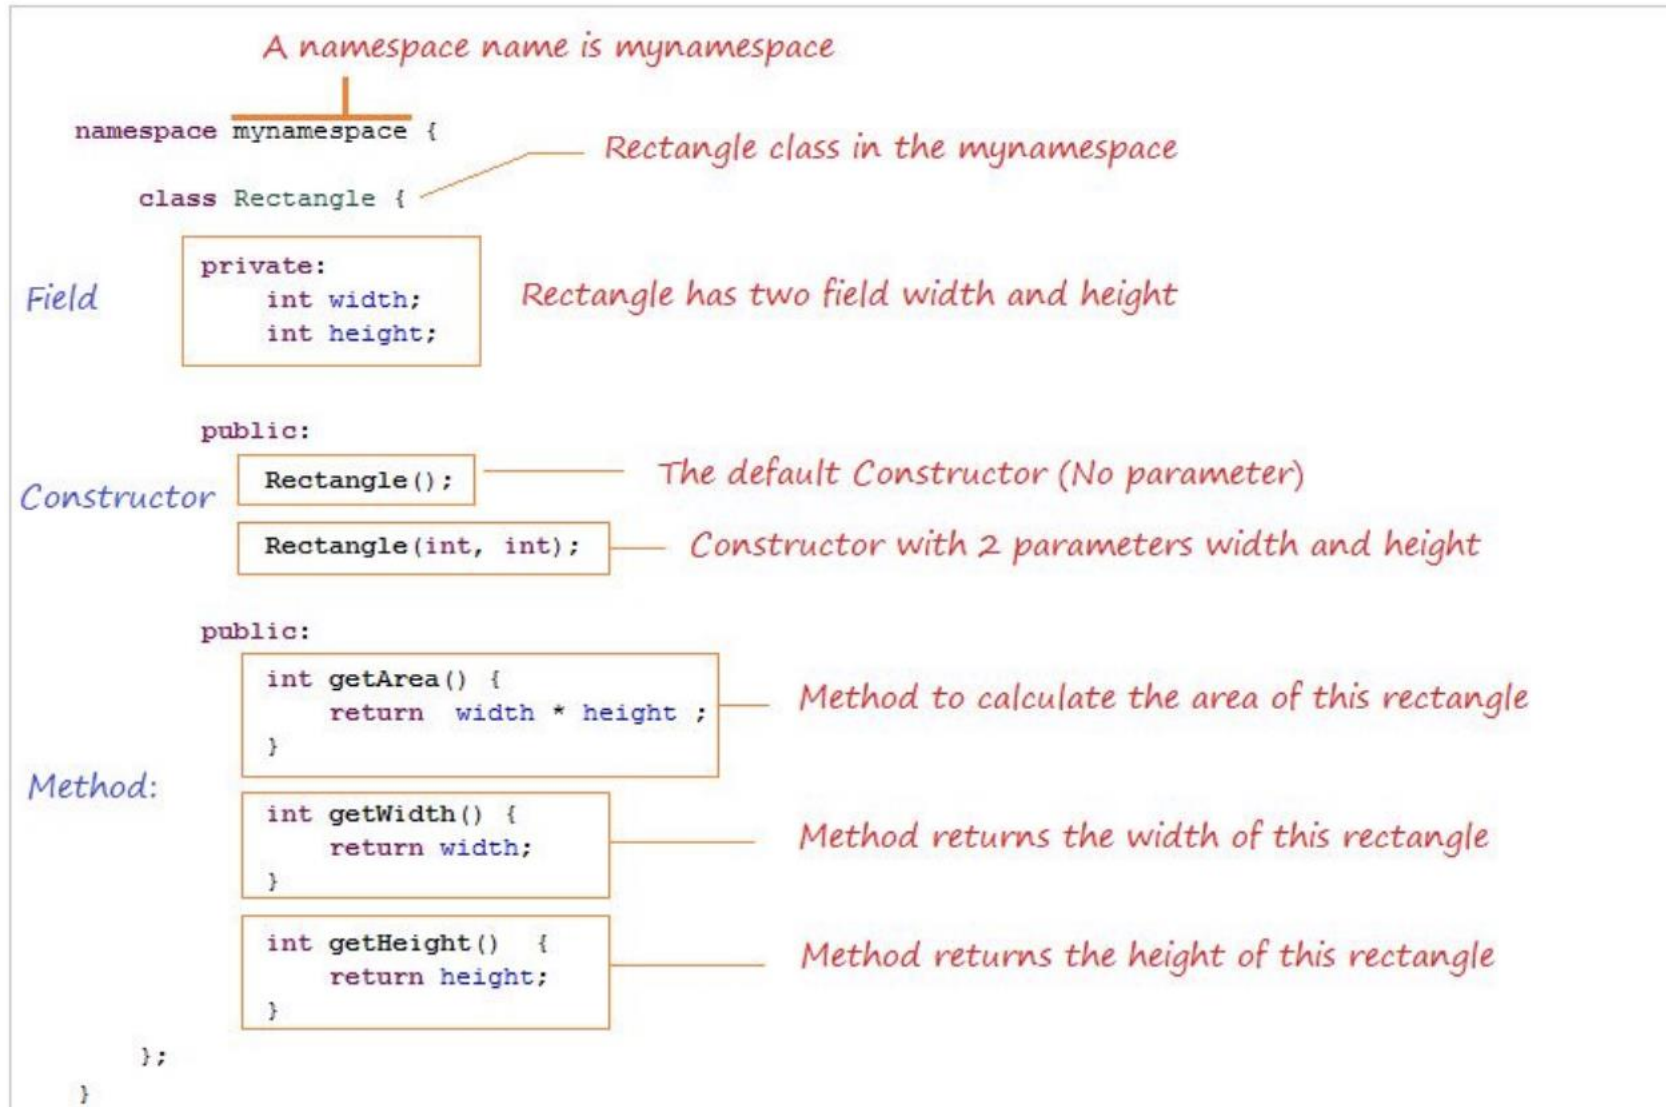 A namespace name is mynamespace
namespace mynamespace {
Rectangle class in the mynamespace
class Rectangle {
Field
private:
int width;
int height;
Rectangle has two field width and height
public:
Constructor
Rectangle();
The default Constructor (No parameter)
Rectangle(int, int);
Constructor with 2 parameters width and height
public:
Method:
int getArea() {
return  width * height ;
}
Method to calculate the area of this rectangle
int getWidth() {
return width;
}
Method returns the width of this rectangle
int getHeight()  {
return height;
}
Method returns the height of this rectangle
};
}